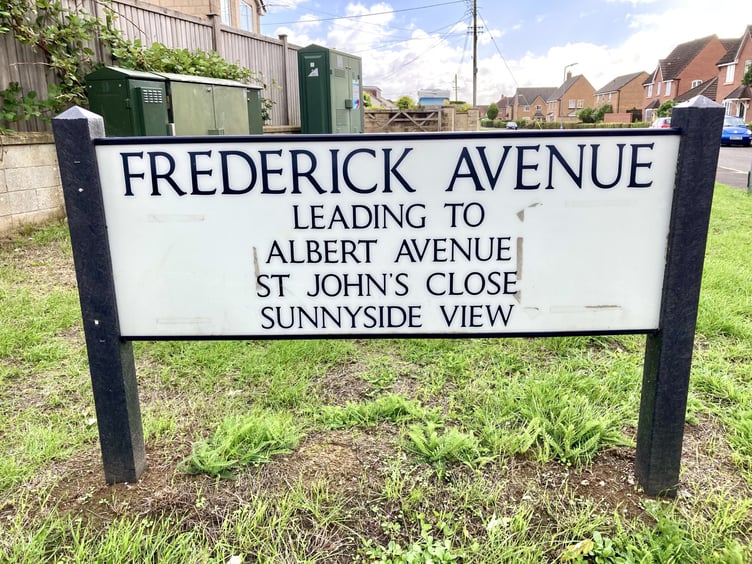 FREDERICK AVENUE
LEADING TO
ALBERT AVENUE
ST JOHN'S CLOSE
SUNNYSIDE VIEW